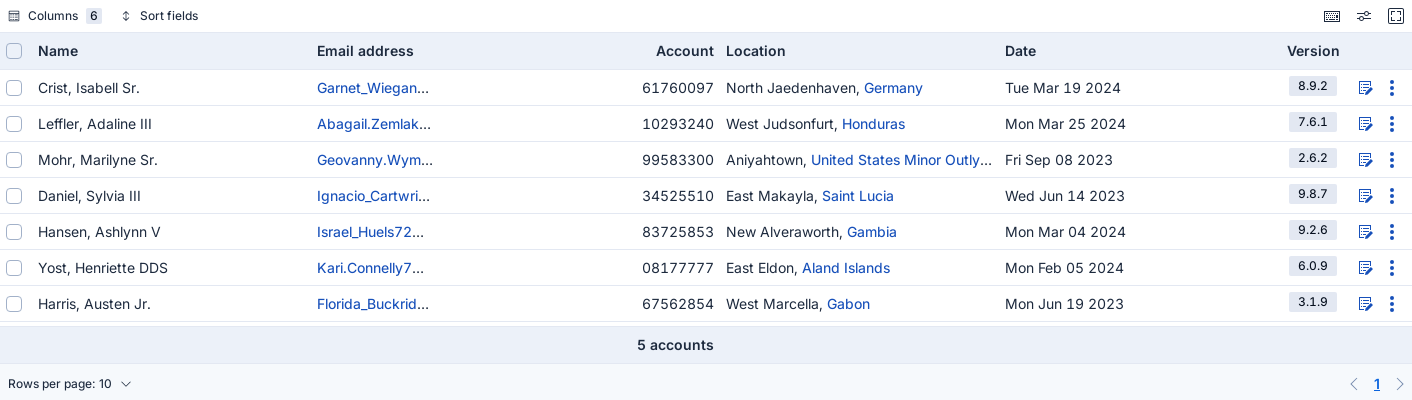 Columns 6 Sort fields
Name Email address Account Location Date Version
Crist, Isabell Sr. Garnet_Wiegan... 61760097 North Jaedenhaven, Germany Tue Mar 19 2024 8.9.2
Leffler, Adaline III Abagail.Zemlak... 10293240 West Judsonfurt, Honduras Mon Mar 25 2024 7.6.1
Mohr, Marilyne Sr. Geovanny.Wym... 99583300 Aniyahtown, United States Minor Outly... Fri Sep 08 2023 2.6.2
Daniel, Sylvia III Ignacio_Cartwri... 34525510 East Makayla, Saint Lucia Wed Jun 14 2023 9.8.7
Hansen, Ashlynn V Israel_Huels72... 83725853 New Alveraworth, Gambia Mon Mar 04 2024 9.2.6
Yost, Henriette DDS Kari.Connelly7... 08177777 East Eldon, Aland Islands Mon Feb 05 2024 6.0.9
Harris, Austen Jr. Florida_Buckrid... 67562854 West Marcella, Gabon Mon Jun 19 2023 3.1.9
5 accounts
Rows per page: 10 1